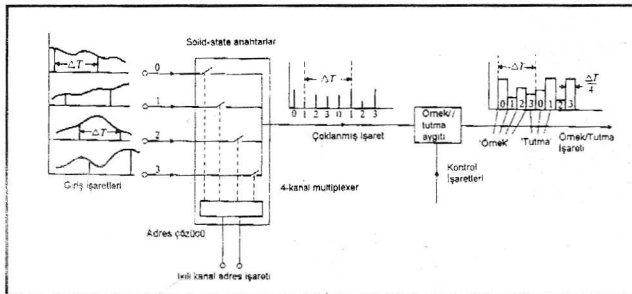 Solid-state anahtarlar
ΔT
0
ΔT
1
ΔT
2
3
Giriş işaretleri
Adres çözücü
4-kanal multiplexer
İkili kanal adres işareti
ΔT
0 1 2 3 0 1 2 3
Çoklanmış işaret
Örnek//
tutma
aygıtı
Kontrol
İşaretleri
ΔT
ΔT/4
0 1 2 3 0 1 2 3
'Örnek' 'Tutma' Örnek/Tutma
İşareti